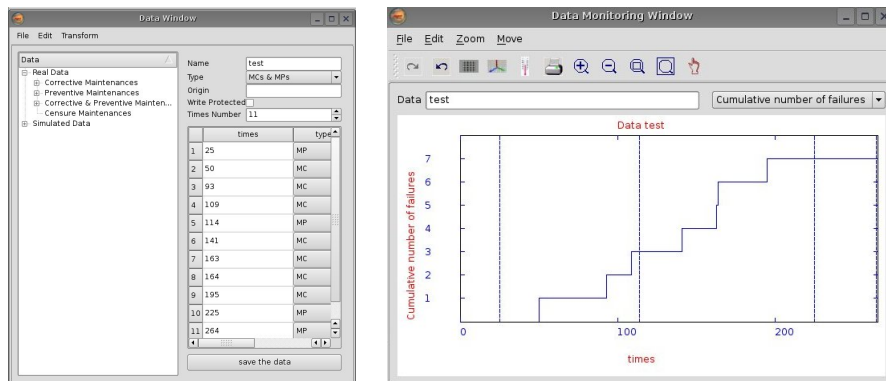 Data Window
File Edit Transform
Data
Real Data
Corrective Maintenances
Preventive Maintenances
Corrective & Preventive Mainten...
Censure Maintenances
Simulated Data
Name test
Type MCs & MPs
Origin
Write Protected
Times Number 11
times type
1 25 MP
2 50 MC
3 93 MC
4 109 MC
5 114 MP
6 141 MC
7 163 MC
8 164 MC
9 195 MC
10 225 MP
11 264 MP
save the data
Data Monitoring Window
File Edit Zoom Move
Data test Cumulative number of failures
Data test
Cumulative number of failures
7
6
5
4
3
2
1
0 100 200
times